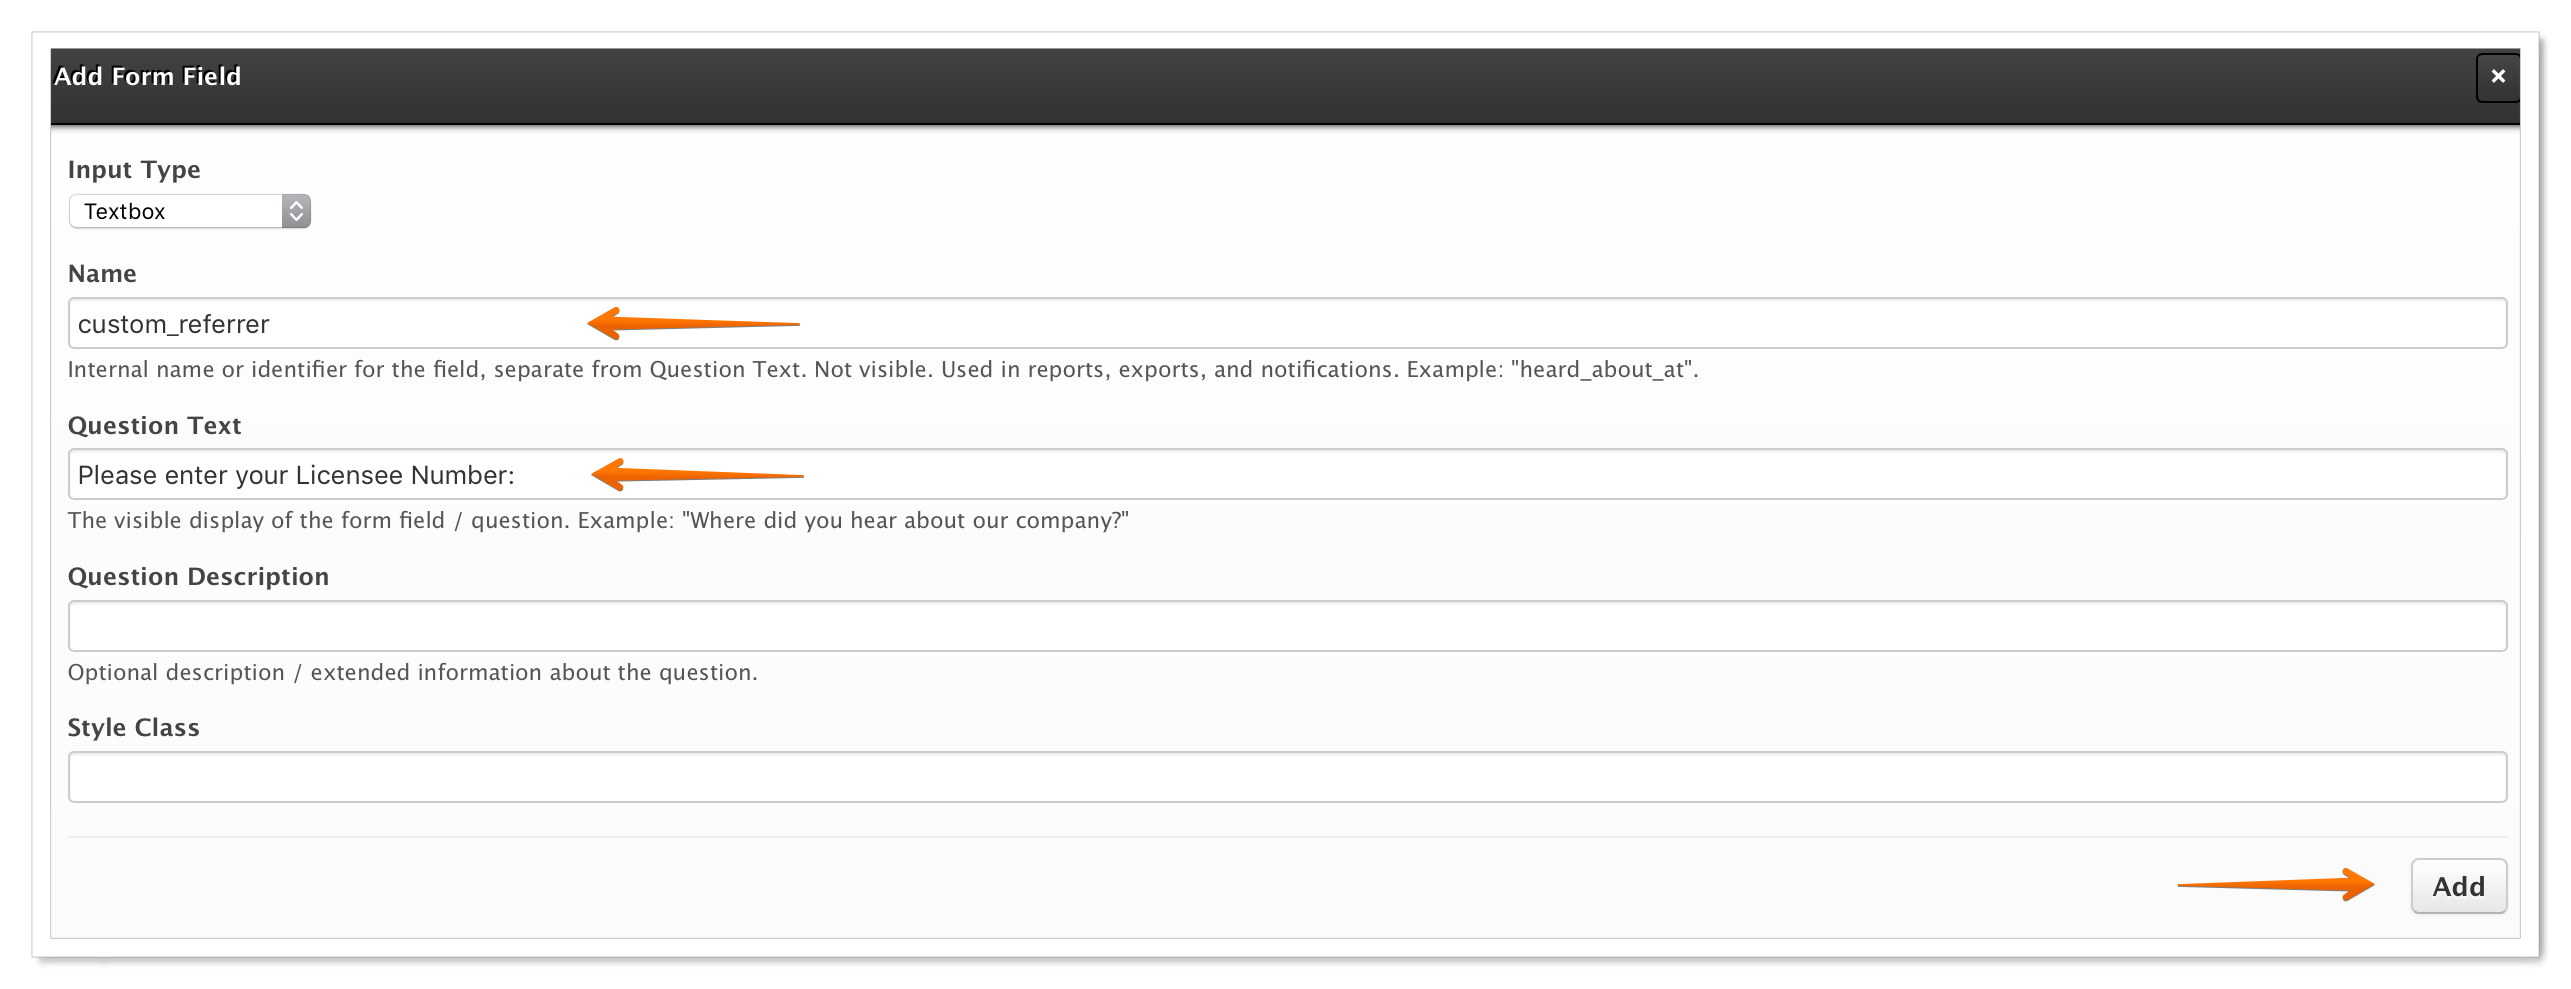 Add Form Field
×
Input Type
Textbox
Name
custom_referrer
Internal name or identifier for the field, separate from Question Text. Not visible. Used in reports, exports, and notifications. Example: "heard_about_at".
Question Text
Please enter your Licensee Number:
The visible display of the form field / question. Example: "Where did you hear about our company?"
Question Description
Optional description / extended information about the question.
Style Class
Add